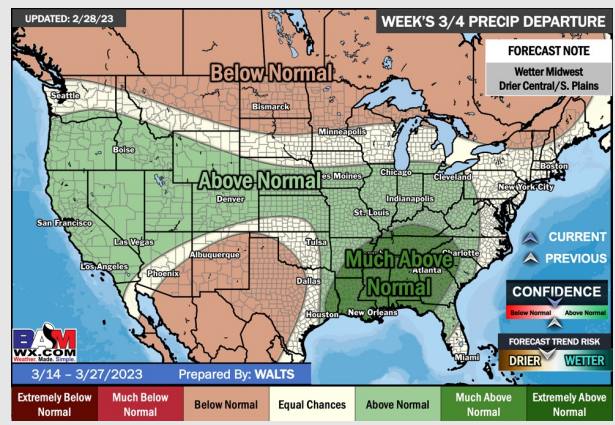 UPDATED: 2/28/23
WEEK'S 3/4 PRECIP DEPARTURE
FORECAST NOTE
Wetter Midwest
Drier Central/S. Plains
Below Normal
Seattle
Bismarck
Minneapolis
Boise
Boston
Above Normal
es Moines
Chicago
Cleveland
New York City
Denver
Indianapolis
St. Louis
San Francisco
Las Vegas
Tulsa
Charlotte
CURRENT
Los Angeles
Albuquerque
Much Above
Normal
Atlanta
PREVIOUS
Phoenix
Dallas
CONFIDENCE
Below Normal
Above Normal
Houston
New Orleans
FORECAST TREND RISK
DRIER
WETTER
Miami
BAM
WX.COM
Weather. Made. Simple.
3/14 – 3/27/2023
Prepared By: WALTS
Extremely Below
Normal
Much Below
Normal
Below Normal
Equal Chances
Above Normal
Much Above
Normal
Extremely Above
Normal